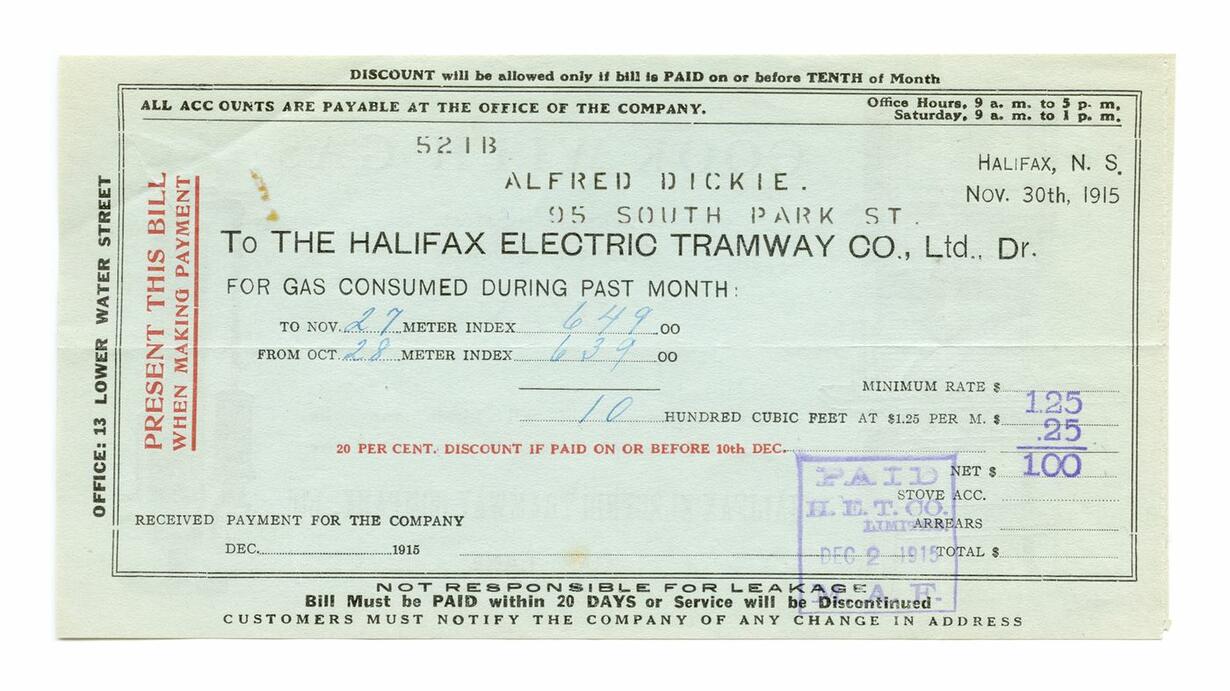 DISCOUNT will be allowed only if bill is PAID on or before TENTH of Month
ALL ACCOUNTS ARE PAYABLE AT THE OFFICE OF THE COMPANY.
Office Hours, 9 a. m. to 5 p. m.
Saturday, 9 a. m. to 1 p. m.
521B
HALIFAX, N. S.
ALFRED DICKIE.
Nov. 30th, 1915
95 SOUTH PARK ST.
OFFICE: 13 LOWER WATER STREET
PRESENT THIS BILL
WHEN MAKING PAYMENT
To THE HALIFAX ELECTRIC TRAMWAY CO., Ltd., Dr.
FOR GAS CONSUMED DURING PAST MONTH:
TO NOV. 27 METER INDEX 649.00
FROM OCT. 28 METER INDEX 639.00
MINIMUM RATE $
10 HUNDRED CUBIC FEET AT $1.25 PER M. $ 1.25
20 PER CENT. DISCOUNT IF PAID ON OR BEFORE 10th DEC. .25
NET $ 1.00
STOVE ACC.
ARREARS
RECEIVED PAYMENT FOR THE COMPANY
DEC. 1915
TOTAL $
PAID
H. E. T. CO.
LIMITED,
DEC 2 1915
A. F.
NOT RESPONSIBLE FOR LEAKAGE
Bill Must be PAID within 20 DAYS or Service will be Discontinued
CUSTOMERS MUST NOTIFY THE COMPANY OF ANY CHANGE IN ADDRESS